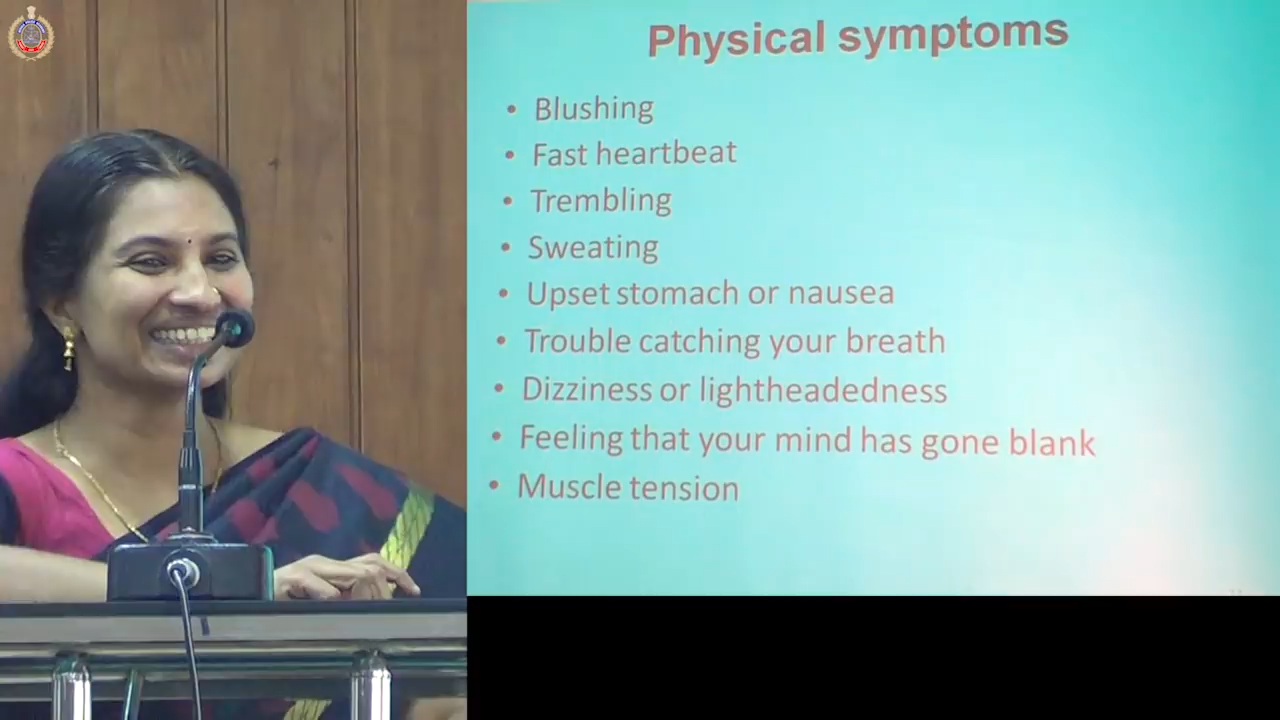 Physical symptoms
• Blushing
• Fast heartbeat
• Trembling
• Sweating
• Upset stomach or nausea
• Trouble catching your breath
• Dizziness or lightheadedness
• Feeling that your mind has gone blank
• Muscle tension